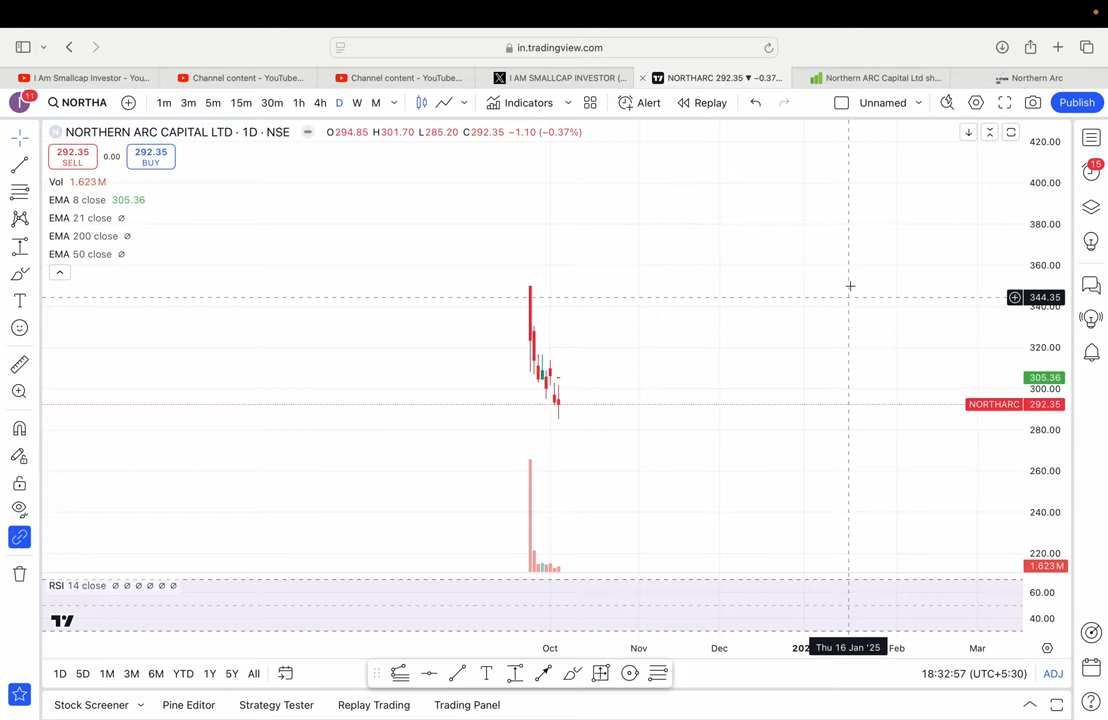 in.tradingview.com
I Am Smallcap Investor - You...
Channel content - YouTube...
Channel content - YouTube...
I AM SMALLCAP INVESTOR (...
NORTHARC 292.35 ▼ −0.37...
Northern ARC Capital Ltd sh...
Northern Arc
I 11 NORTHA 1m 3m 5m 15m 30m 1h 4h D W M Indicators Alert Replay Unnamed Publish
NORTHERN ARC CAPITAL LTD · 1D · NSE O294.85 H301.70 L285.20 C292.35 −1.10 (−0.37%)
292.35 SELL 0.00 292.35 BUY
Vol 1.623M
EMA 8 close 305.36
EMA 21 close ∅
EMA 200 close ∅
EMA 50 close ∅
420.00
400.00
380.00
360.00
344.35
340.00
320.00
305.36
300.00
NORTHARC 292.35
280.00
260.00
240.00
220.00
1.623M
RSI 14 close ∅ ∅ ∅ ∅ ∅ ∅
60.00
40.00
15
Oct Nov Dec 202 Thu 16 Jan '25 Feb Mar
1D 5D 1M 3M 6M YTD 1Y 5Y All
18:32:57 (UTC+5:30) ADJ
Stock Screener Pine Editor Strategy Tester Replay Trading Trading Panel